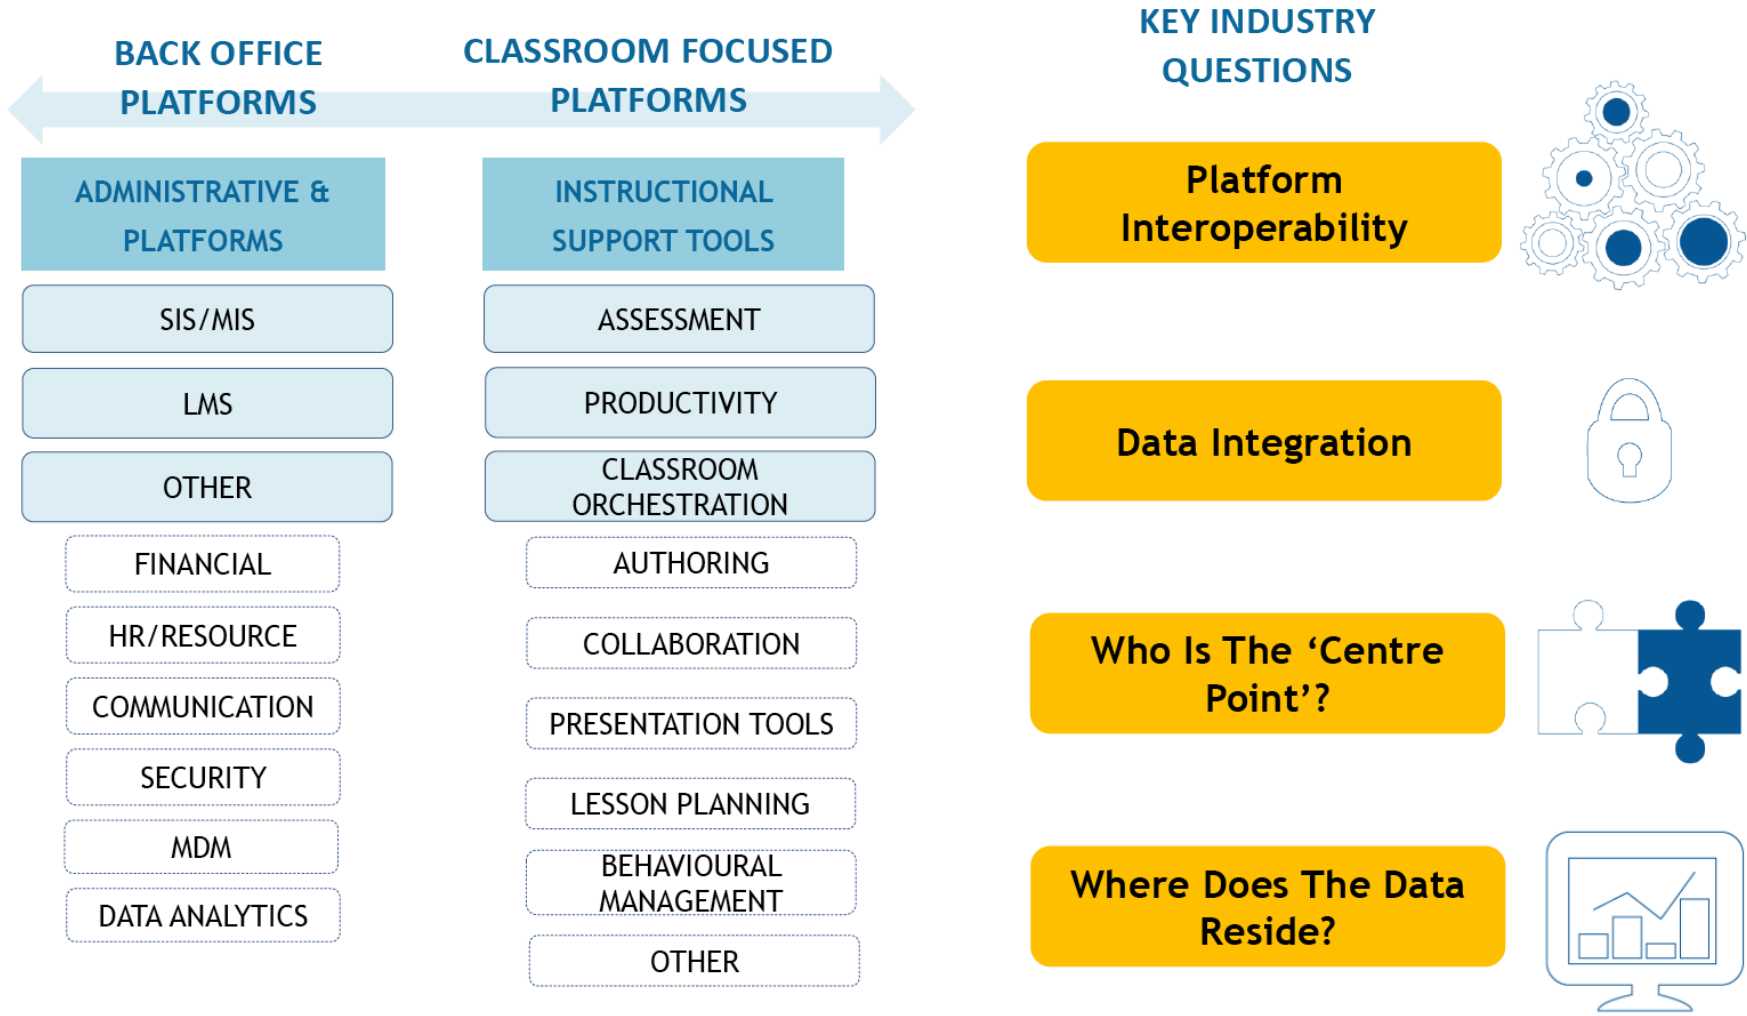 BACK OFFICE
PLATFORMS
CLASSROOM FOCUSED
PLATFORMS
ADMINISTRATIVE &
PLATFORMS
SIS/MIS
LMS
OTHER
FINANCIAL
HR/RESOURCE
COMMUNICATION
SECURITY
MDM
DATA ANALYTICS
INSTRUCTIONAL
SUPPORT TOOLS
ASSESSMENT
PRODUCTIVITY
CLASSROOM
ORCHESTRATION
AUTHORING
COLLABORATION
PRESENTATION TOOLS
LESSON PLANNING
BEHAVIOURAL
MANAGEMENT
OTHER
KEY INDUSTRY
QUESTIONS
Platform
Interoperability
Data Integration
Who Is The ‘Centre
Point’?
Where Does The Data
Reside?